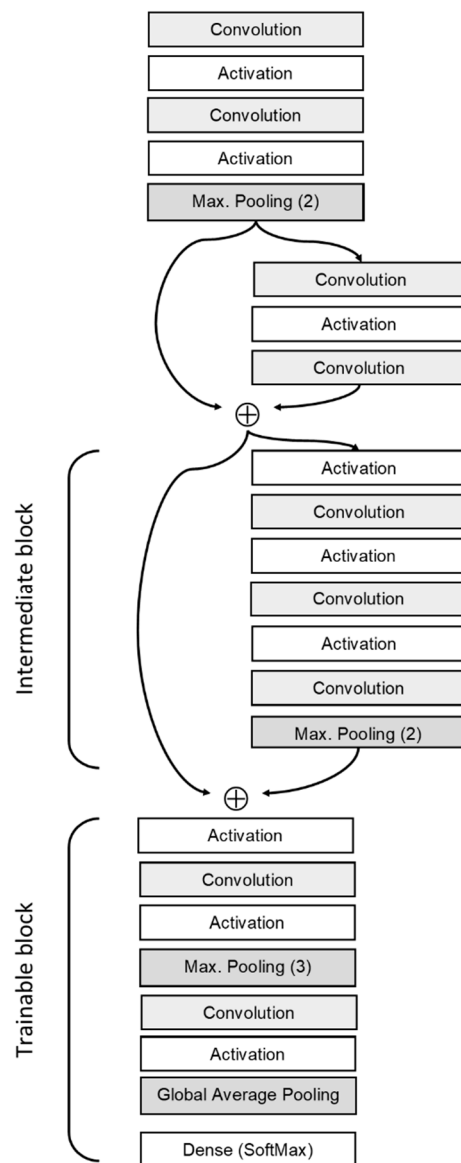 Convolution
Activation
Convolution
Activation
Max. Pooling (2)
Convolution
Activation
Convolution
Intermediate block
Activation
Convolution
Activation
Convolution
Activation
Convolution
Max. Pooling (2)
Trainable block
Activation
Convolution
Activation
Max. Pooling (3)
Convolution
Activation
Global Average Pooling
Dense (SoftMax)